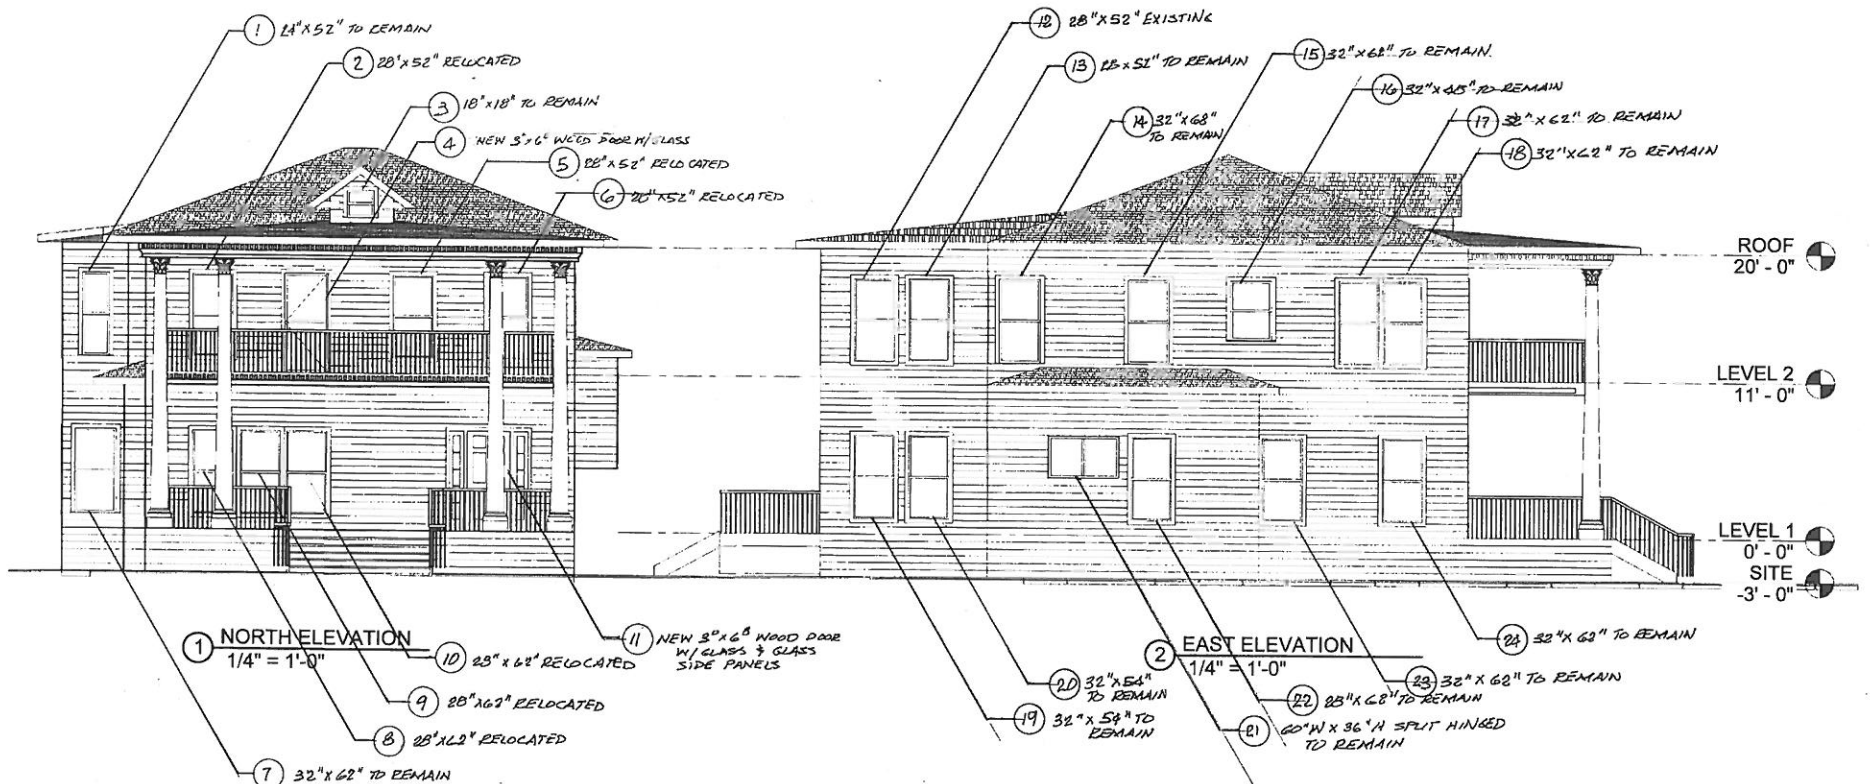 1 24"X52" TO REMAIN
2 28"X52" RELOCATED
3 18"X18" TO REMAIN
4 NEW 3°X6⁸ WOOD DOOR W/GLASS
5 28"X52" RELOCATED
6 28"X52" RELOCATED
12 28"X52" EXISTING
13 28X52" TO REMAIN
14 32"X68"
TO REMAIN
15 32"X62" TO REMAIN.
16 32"X48" TO REMAIN
17 32"X62" TO REMAIN
18 32"X62" TO REMAIN
ROOF
20' - 0"
LEVEL 2
11' - 0"
LEVEL 1
0' - 0"
SITE
-3' - 0"
1 NORTH ELEVATION
1/4" = 1'-0"
2 EAST ELEVATION
1/4" = 1'-0"
7 32"X62" TO REMAIN
8 28"X62" RELOCATED
9 28"X62" RELOCATED
10 28"X62" RELOCATED
11 NEW 3°X6⁸ WOOD DOOR
W/ GLASS & GLASS
SIDE PANELS
19 32"X54" TO
REMAIN
20 32"X54"
TO REMAIN
21 60"W X 36"H SPLIT HINGED
TO REMAIN
22 28"X62" TO REMAIN
23 32"X62" TO REMAIN
24 32"X62" TO REMAIN